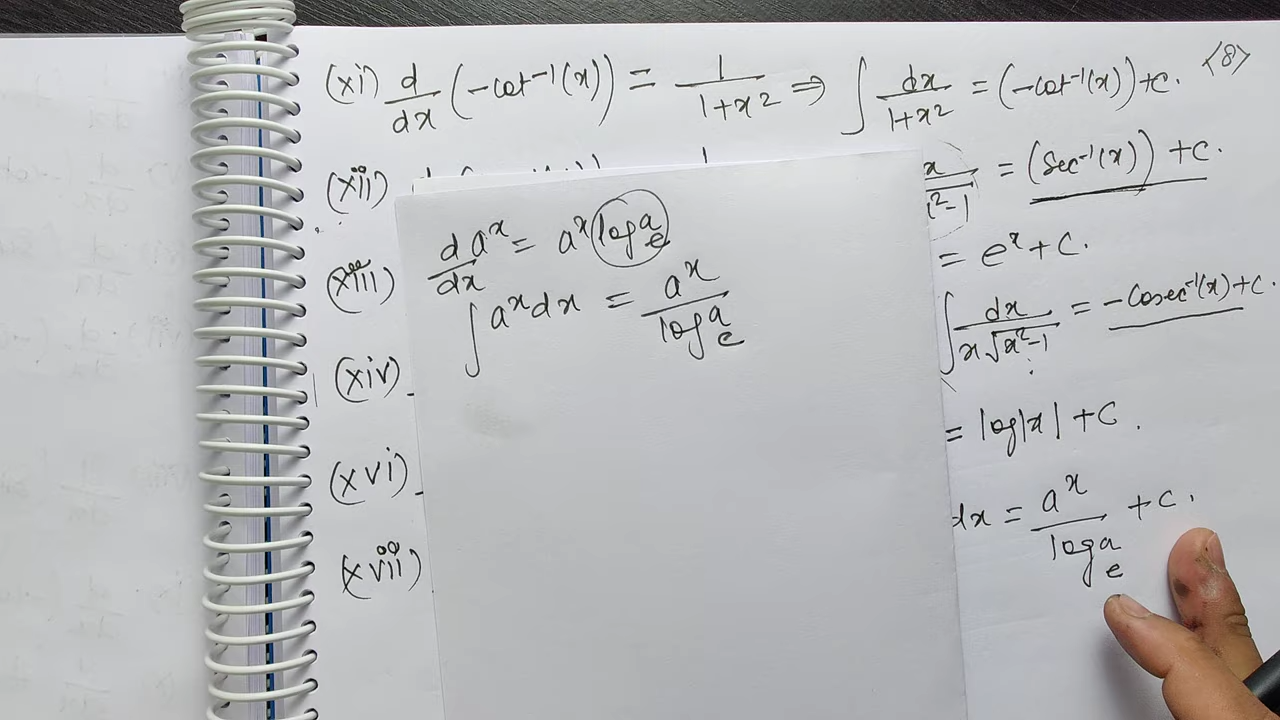 (xi) d/dx (-cot⁻¹(x)) = 1/1+x² ⇒ ∫ dx/1+x² = (-cot⁻¹(x)) + c. <8>
(xii) = (sec⁻¹(x)) + c.
(xiii) = eˣ + c.
(xiv) ∫ dx/x√x²-1 = -cosec⁻¹(x) + c.
(xvi) = log|x| + c.
(xvii) dx = aˣ/logₑa + c.
d/dx aˣ = aˣ logₑa
∫ aˣ dx = aˣ/logₑa